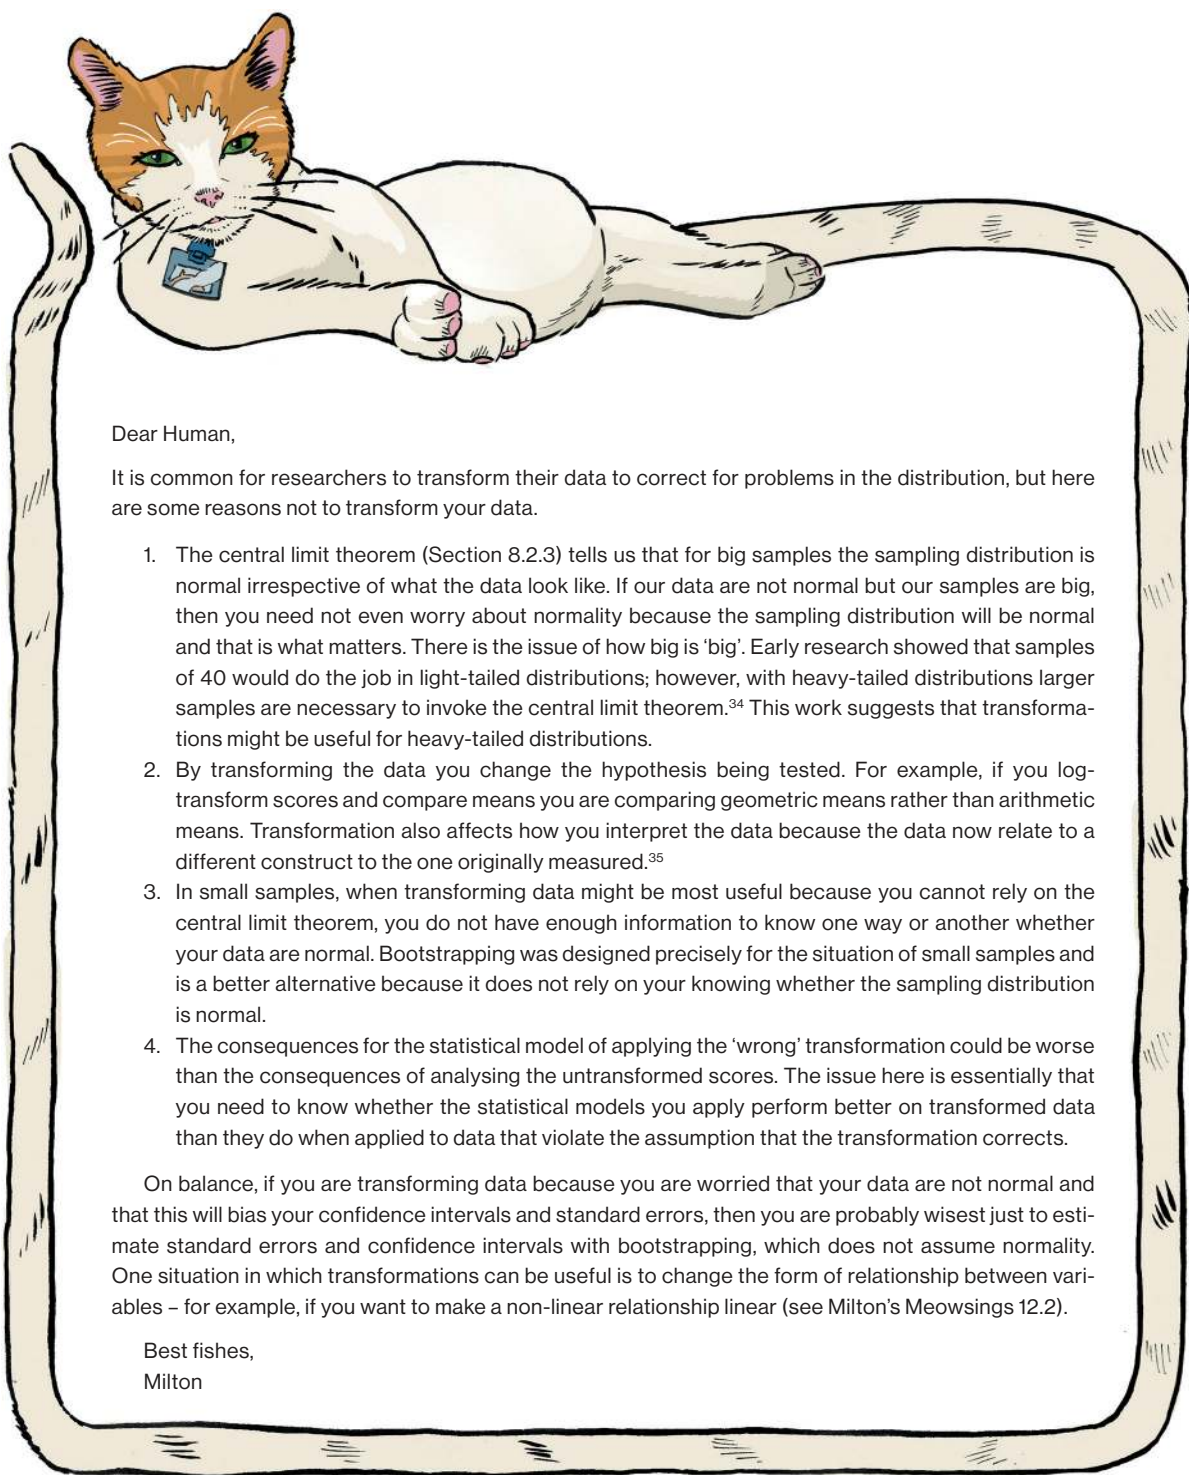 Dear Human,
It is common for researchers to transform their data to correct for problems in the distribution, but here
are some reasons not to transform your data.
1. The central limit theorem (Section 8.2.3) tells us that for big samples the sampling distribution is
normal irrespective of what the data look like. If our data are not normal but our samples are big,
then you need not even worry about normality because the sampling distribution will be normal
and that is what matters. There is the issue of how big is ‘big’. Early research showed that samples
of 40 would do the job in light-tailed distributions; however, with heavy-tailed distributions larger
samples are necessary to invoke the central limit theorem.³⁴ This work suggests that transforma-
tions might be useful for heavy-tailed distributions.
2. By transforming the data you change the hypothesis being tested. For example, if you log-
transform scores and compare means you are comparing geometric means rather than arithmetic
means. Transformation also affects how you interpret the data because the data now relate to a
different construct to the one originally measured.³⁵
3. In small samples, when transforming data might be most useful because you cannot rely on the
central limit theorem, you do not have enough information to know one way or another whether
your data are normal. Bootstrapping was designed precisely for the situation of small samples and
is a better alternative because it does not rely on your knowing whether the sampling distribution
is normal.
4. The consequences for the statistical model of applying the ‘wrong’ transformation could be worse
than the consequences of analysing the untransformed scores. The issue here is essentially that
you need to know whether the statistical models you apply perform better on transformed data
than they do when applied to data that violate the assumption that the transformation corrects.
On balance, if you are transforming data because you are worried that your data are not normal and
that this will bias your confidence intervals and standard errors, then you are probably wisest just to esti-
mate standard errors and confidence intervals with bootstrapping, which does not assume normality.
One situation in which transformations can be useful is to change the form of relationship between vari-
ables – for example, if you want to make a non-linear relationship linear (see Milton’s Meowsings 12.2).
Best fishes,
Milton